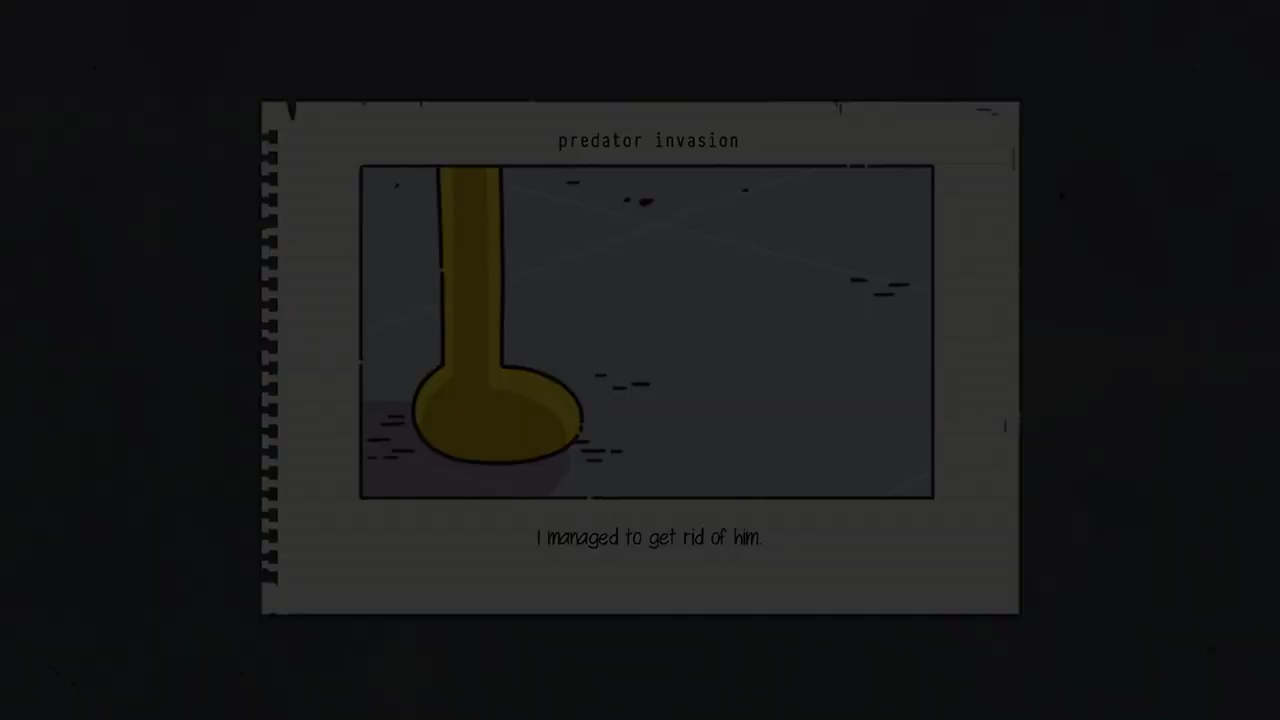 predator invasion
I managed to get rid of him.